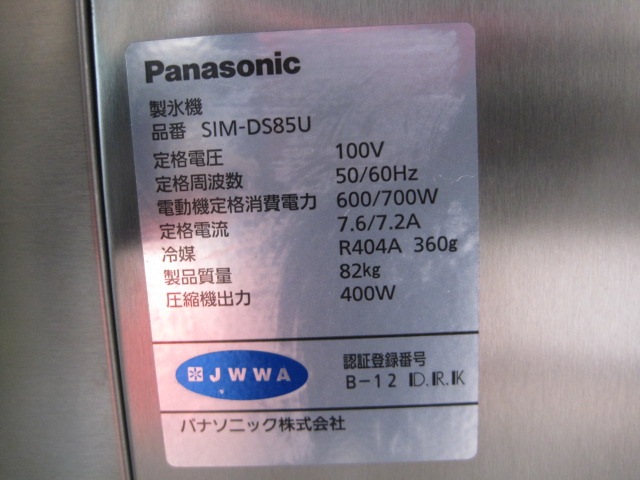 Panasonic
製氷機
品番 SIM-DS85U
定格電圧 100V
定格周波数 50/60Hz
電動機定格消費電力 600/700W
定格電流 7.6/7.2A
冷媒 R404A 360g
製品質量 82kg
圧縮機出力 400W
JWWA
認証登録番号
B-12 D.R.K
パナソニック株式会社